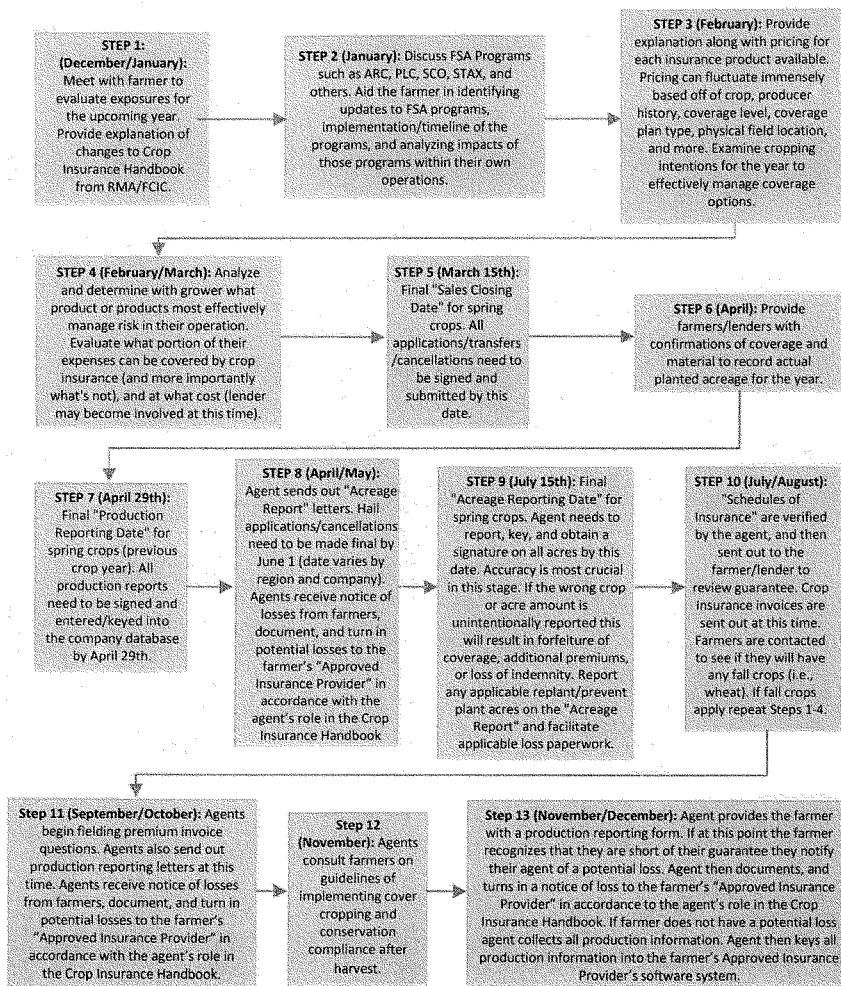 STEP 1:
(December/January):
Meet with farmer to
evaluate exposures for
the upcoming year.
Provide explanation of
changes to Crop
Insurance Handbook
from RMA/FCIC.
STEP 2 (January): Discuss FSA Programs
such as ARC, PLC, SCO, STAX, and
others. Aid the farmer in identifying
updates to FSA programs,
implementation/timeline of the
programs, and analyzing impacts of
those programs within their own
operations.
STEP 3 (February): Provide
explanation along with pricing for
each insurance product available.
Pricing can fluctuate immensely
based off of crop, producer
history, coverage level, coverage
plan type, physical field location,
and more. Examine cropping
intentions for the year to
effectively manage coverage
options.
STEP 4 (February/March): Analyze
and determine with grower what
product or products most effectively
manage risk in their operation.
Evaluate what portion of their
expenses can be covered by crop
insurance (and more importantly
what's not), and at what cost (lender
may become involved at this time).
STEP 5 (March 15th):
Final "Sales Closing
Date" for spring
crops. All
applications/transfers
/cancellations need to
be signed and
submitted by this
date.
STEP 6 (April): Provide
farmers/lenders with
confirmations of coverage and
material to record actual
planted acreage for the year.
STEP 7 (April 29th):
Final "Production
Reporting Date" for
spring crops (previous
crop year). All
production reports
need to be signed and
entered/keyed into
the company database
by April 29th.
STEP 8 (April/May):
Agent sends out "Acreage
Report" letters. Hail
applications/cancellations
need to be made final by
June 1 (date varies by
region and company).
Agents receive notice of
losses from farmers,
document, and turn in
potential losses to the
farmer's "Approved
Insurance Provider" in
accordance with the
agent's role in the Crop
Insurance Handbook
STEP 9 (July 15th): Final
"Acreage Reporting Date" for
spring crops. Agent needs to
report, key, and obtain a
signature on all acres by this
date. Accuracy is most crucial
in this stage. If the wrong crop
or acre amount is
unintentionally reported this
will result in forfeiture of
coverage, additional premiums,
or loss of indemnity. Report
any applicable replant/prevent
plant acres on the "Acreage
Report" and facilitate
applicable loss paperwork.
STEP 10 (July/August):
"Schedules of
Insurance" are verified
by the agent, and then
sent out to the
farmer/lender to
review guarantee. Crop
insurance invoices are
sent out at this time.
Farmers are contacted
to see if they will have
any fall crops (i.e.,
wheat). If fall crops
apply repeat Steps 1-4.
Step 11 (September/October): Agents
begin fielding premium invoice
questions. Agents also send out
production reporting letters at this
time. Agents receive notice of losses
from farmers, document, and turn in
potential losses to the farmer's
"Approved Insurance Provider" in
accordance with the agent's role in
the Crop Insurance Handbook.
Step 12
(November): Agents
consult farmers on
guidelines of
implementing cover
cropping and
conservation
compliance after
harvest.
Step 13 (November/December): Agent provides the farmer
with a production reporting form. If at this point the farmer
recognizes that they are short of their guarantee they notify
their agent of a potential loss. Agent then documents, and
turns in a notice of loss to the farmer's "Approved Insurance
Provider" in accordance to the agent's role in the Crop
Insurance Handbook. If farmer does not have a potential loss
agent collects all production information. Agent then keys all
production information into the farmer's Approved Insurance
Provider's software system.